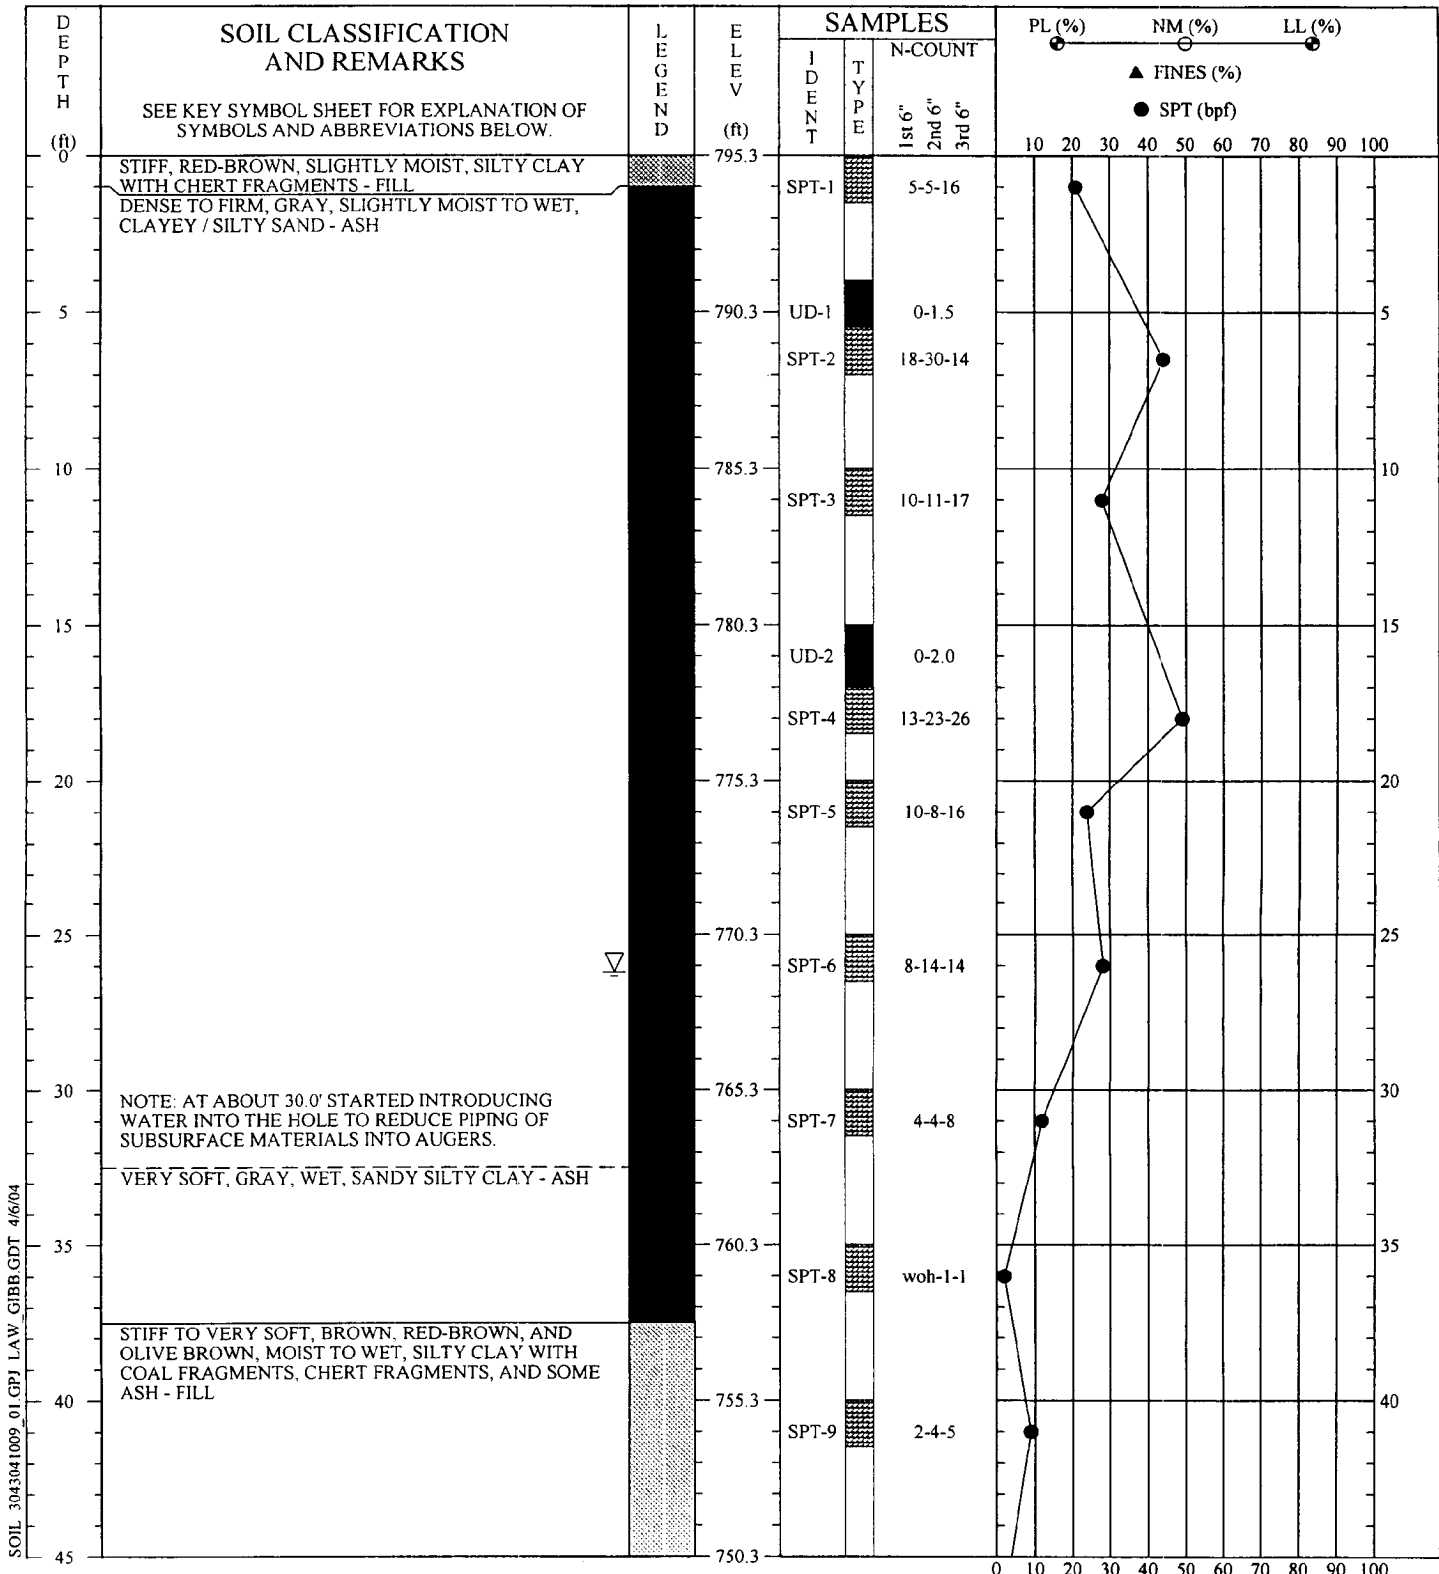 DEPTH (ft)
SOIL CLASSIFICATION
AND REMARKS
SEE KEY SYMBOL SHEET FOR EXPLANATION OF
SYMBOLS AND ABBREVIATIONS BELOW.
LEGEND
ELEV (ft)
SAMPLES
IDENT
TYPE
N-COUNT
1st 6"
2nd 6"
3rd 6"
PL (%) NM (%) LL (%)
▲ FINES (%)
● SPT (bpf)
10 20 30 40 50 60 70 80 90 100
0
STIFF, RED-BROWN, SLIGHTLY MOIST, SILTY CLAY
WITH CHERT FRAGMENTS - FILL
795.3
SPT-1 5-5-16
DENSE TO FIRM, GRAY, SLIGHTLY MOIST TO WET,
CLAYEY / SILTY SAND - ASH
5 790.3 UD-1 0-1.5 5
SPT-2 18-30-14
10 785.3 10
SPT-3 10-11-17
15 780.3 15
UD-2 0-2.0
SPT-4 13-23-26
20 775.3 20
SPT-5 10-8-16
25 770.3 25
SPT-6 8-14-14
30 765.3 30
NOTE: AT ABOUT 30.0' STARTED INTRODUCING
WATER INTO THE HOLE TO REDUCE PIPING OF
SUBSURFACE MATERIALS INTO AUGERS.
SPT-7 4-4-8
VERY SOFT, GRAY, WET, SANDY SILTY CLAY - ASH
35 760.3 35
SPT-8 woh-1-1
STIFF TO VERY SOFT, BROWN, RED-BROWN, AND
OLIVE BROWN, MOIST TO WET, SILTY CLAY WITH
COAL FRAGMENTS, CHERT FRAGMENTS, AND SOME
ASH - FILL
40 755.3 40
SPT-9 2-4-5
45 750.3
0 10 20 30 40 50 60 70 80 90 100
SOIL 3043041009_01.GPJ LAW_GIBB.GDT 4/6/04